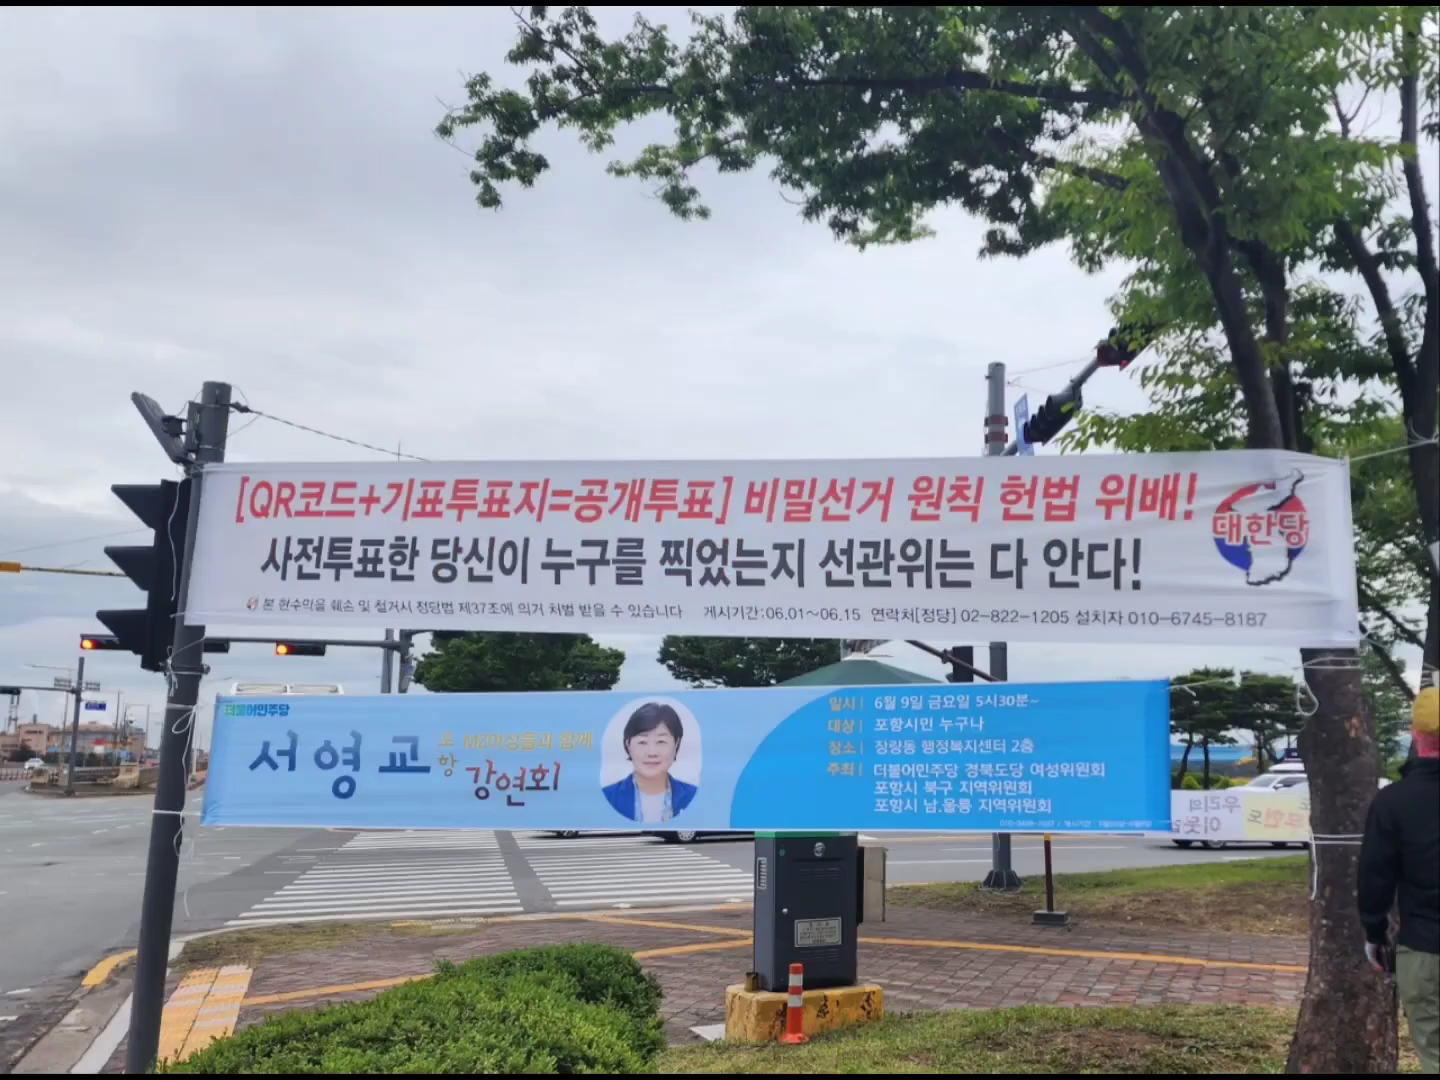 [QR코드+기표투표지=공개투표] 비밀선거 원칙 헌법 위배!
대한당
사전투표한 당신이 누구를 찍었는지 선관위는 다 안다!
본 현수막을 훼손 및 철거시 정당법 제37조에 의거 처벌 받을 수 있습니다 게시기간:06.01~06.15 연락처[정당] 02-822-1205 설치자 010-6745-8187
더불어민주당
서영교 포항 강연회
일시 | 6월 9일 금요일 5시30분~
대상 | 포항시민 누구나
장소 | 장량동 행정복지센터 2층
주최 | 더불어민주당 경북도당 여성위원회
포항시 북구 지역위원회
포항시 남.울릉 지역위원회